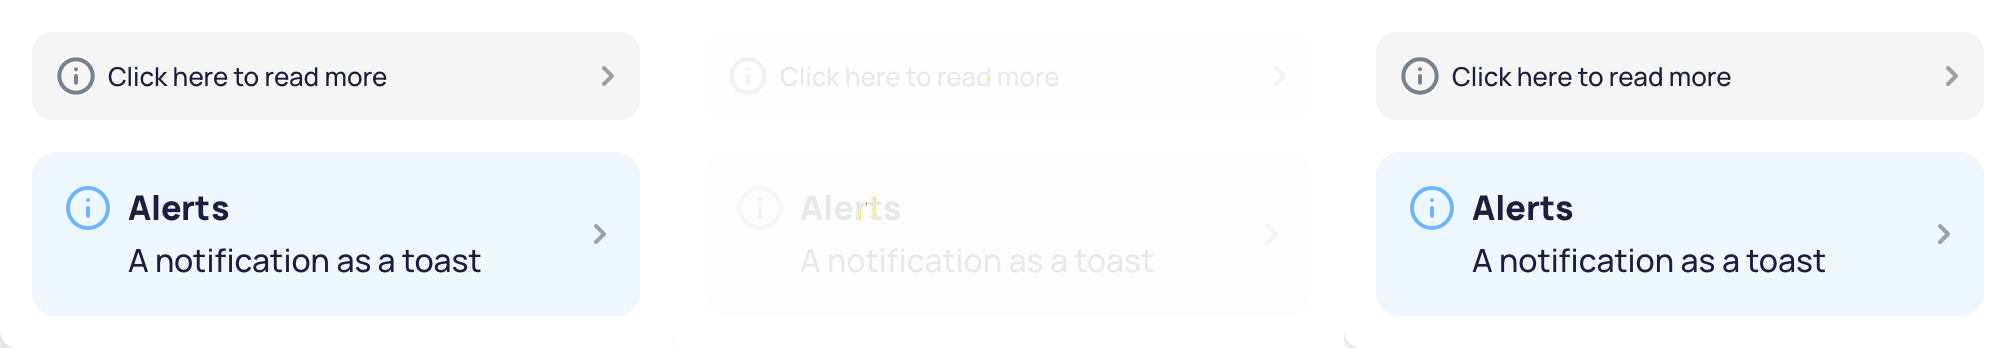 Click here to read more
Alerts
A notification as a toast
Click here to read more
Alerts
A notification as a toast
Click here to read more
Alerts
A notification as a toast